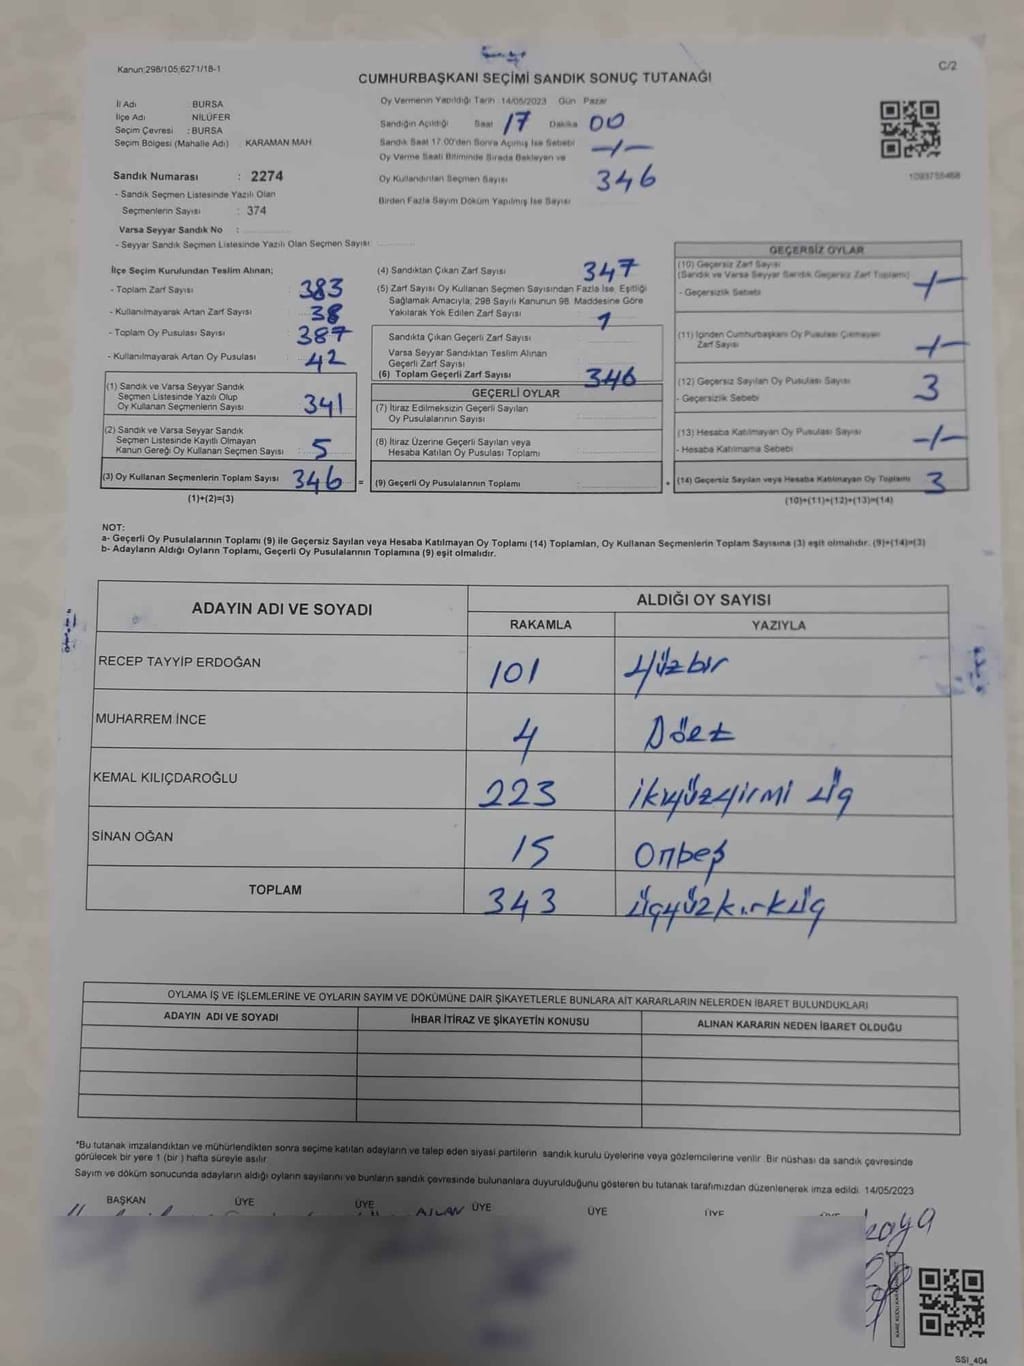 Kanun:298/105;6271/18-1
C/2
CUMHURBAŞKANI SEÇİMİ SANDIK SONUÇ TUTANAĞI
İl Adı BURSA
İlçe Adı NİLÜFER
Seçim Çevresi : BURSA
Seçim Bölgesi (Mahalle Adı) KARAMAN MAH
Sandık Numarası : 2274
- Sandık Seçmen Listesinde Yazılı Olan
Seçmenlerin Sayısı : 374
Varsa Seyyar Sandık No :
- Seyyar Sandık Seçmen Listesinde Yazılı Olan Seçmen Sayısı
Oy Vermenin Yapıldığı Tarih 14/05/2023 Gün Pazar
Sandığın Açıldığı Saat 17 Dakika 00
Sandık Saat 17.00'den Sonra Açılmış İse Sebebi -/-
Oy Verme Saati Bitiminde Sırada Bekleyen ve
Oy Kullandırılan Seçmen Sayısı 346
Birden Fazla Sayım Döküm Yapılmış İse Sayısı
1093755468
İlçe Seçim Kurulundan Teslim Alınan;
- Toplam Zarf Sayısı 383
- Kullanılmayarak Artan Zarf Sayısı 38
- Toplam Oy Pusulası Sayısı 387
- Kullanılmayarak Artan Oy Pusulası 42
(1) Sandık ve Varsa Seyyar Sandık
Seçmen Listesinde Yazılı Olup
Oy Kullanan Seçmenlerin Sayısı 341
(2) Sandık ve Varsa Seyyar Sandık
Seçmen Listesinde Kayıtlı Olmayan
Kanun Gereği Oy Kullanan Seçmen Sayısı 5
(3) Oy Kullanan Seçmenlerin Toplam Sayısı 346
(1)+(2)=(3)
(4) Sandıktan Çıkan Zarf Sayısı 347
(5) Zarf Sayısı Oy Kullanan Seçmen Sayısından Fazla İse, Eşitliği
Sağlamak Amacıyla; 298 Sayılı Kanunun 98. Maddesine Göre
Yakılarak Yok Edilen Zarf Sayısı 1
Sandıkta Çıkan Geçerli Zarf Sayısı
Varsa Seyyar Sandıktan Teslim Alınan
Geçerli Zarf Sayısı
(6) Toplam Geçerli Zarf Sayısı 346
GEÇERLİ OYLAR
(7) İtiraz Edilmeksizin Geçerli Sayılan
Oy Pusulalarının Sayısı
(8) İtiraz Üzerine Geçerli Sayılan veya
Hesaba Katılan Oy Pusulası Toplamı
= (9) Geçerli Oy Pusulalarının Toplamı +
GEÇERSİZ OYLAR
(10) Geçersiz Zarf Sayısı
(Sandık ve Varsa Seyyar Sandık Geçersiz Zarf Toplamı)
- Geçersizlik Sebebi -/-
(11) İçinden Cumhurbaşkanı Oy Pusulası Çıkmayan
Zarf Sayısı -/-
(12) Geçersiz Sayılan Oy Pusulası Sayısı 3
- Geçersizlik Sebebi
(13) Hesaba Katılmayan Oy Pusulası Sayısı -/-
- Hesaba Katılmama Sebebi
(14) Geçersiz Sayılan veya Hesaba Katılmayan Oy Toplamı 3
(10)+(11)+(12)+(13)=(14)
NOT:
a- Geçerli Oy Pusulalarının Toplamı (9) ile Geçersiz Sayılan veya Hesaba Katılmayan Oy Toplamı (14) Toplamları, Oy Kullanan Seçmenlerin Toplam Sayısına (3) eşit olmalıdır. (9)+(14)=(3)
b- Adayların Aldığı Oyların Toplamı, Geçerli Oy Pusulalarının Toplamına (9) eşit olmalıdır.
ADAYIN ADI VE SOYADI ALDIĞI OY SAYISI
RAKAMLA YAZIYLA
RECEP TAYYİP ERDOĞAN 101 Yüzbir
MUHARREM İNCE 4 Dört
KEMAL KILIÇDAROĞLU 223 ikiyüzyirmi üç
SİNAN OĞAN 15 Onbeş
TOPLAM 343 üçyüzkırküç
OYLAMA İŞ VE İŞLEMLERİNE VE OYLARIN SAYIM VE DÖKÜMÜNE DAİR ŞİKAYETLERLE BUNLARA AİT KARARLARIN NELERDEN İBARET BULUNDUKLARI
ADAYIN ADI VE SOYADI İHBAR İTİRAZ VE ŞİKAYETİN KONUSU ALINAN KARARIN NEDEN İBARET OLDUĞU
*Bu tutanak imzalandıktan ve mühürlendikten sonra seçime katılan adayların ve talep eden siyasi partilerin sandık kurulu üyelerine veya gözlemcilerine verilir. Bir nüshası da sandık çevresinde
görülecek bir yere 1 (bir ) hafta süreyle asılır.
Sayım ve döküm sonucunda adayların aldığı oyların sayılarını ve bunların sandık çevresinde bulunanlara duyurulduğunu gösteren bu tutanak tarafımızdan düzenlenerek imza edildi. 14/05/2023
BAŞKAN ÜYE ÜYE ÜYE ÜYE ÜYE
SSI_404